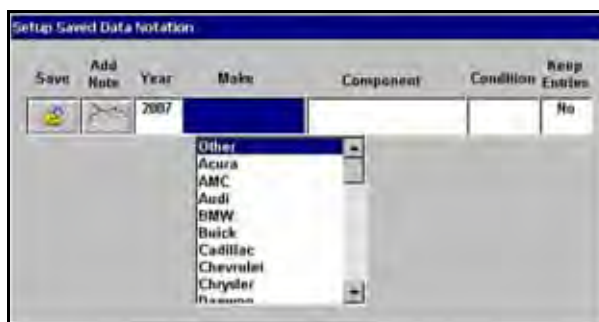 Setup Saved Data Notation
Save Add Note Year Make Component Condition Keep Entries
2007 No
Other
Acura
AMC
Audi
BMW
Buick
Cadillac
Chevrolet
Chrysler
Daewoo